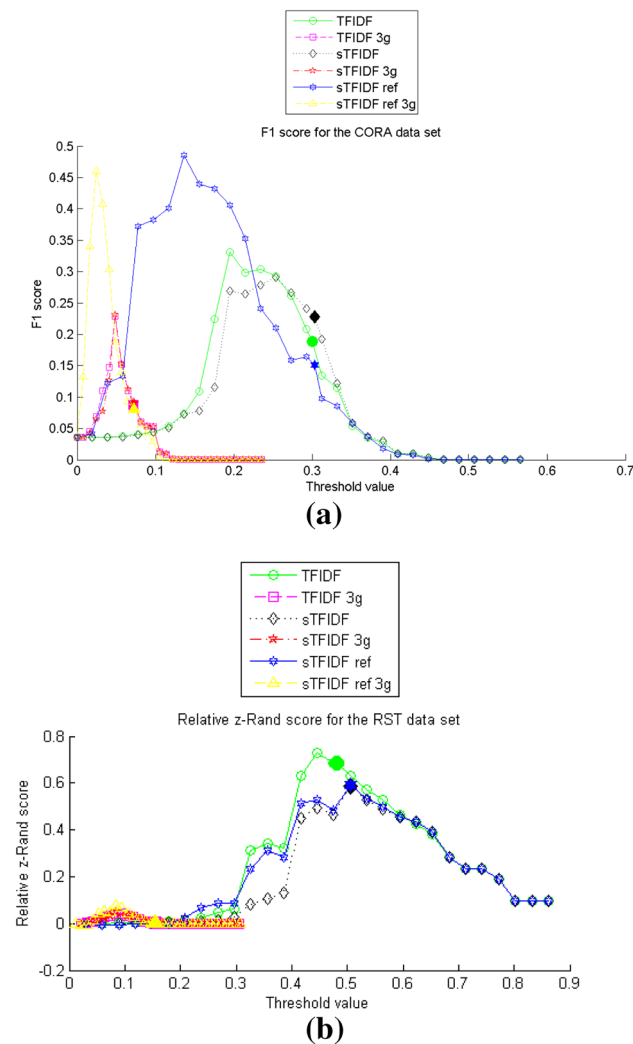 TFIDF
TFIDF 3g
sTFIDF
sTFIDF 3g
sTFIDF ref
sTFIDF ref 3g
F1 score for the CORA data set
0.5
0.45
0.4
0.35
0.3
0.25
0.2
0.15
0.1
0.05
0
F1 score
0 0.1 0.2 0.3 0.4 0.5 0.6 0.7
Threshold value
(a)
TFIDF
TFIDF 3g
sTFIDF
sTFIDF 3g
sTFIDF ref
sTFIDF ref 3g
Relative z-Rand score for the RST data set
0.8
0.6
0.4
0.2
0
-0.2
Relative z-Rand score
0 0.1 0.2 0.3 0.4 0.5 0.6 0.7 0.8 0.9
Threshold value
(b)